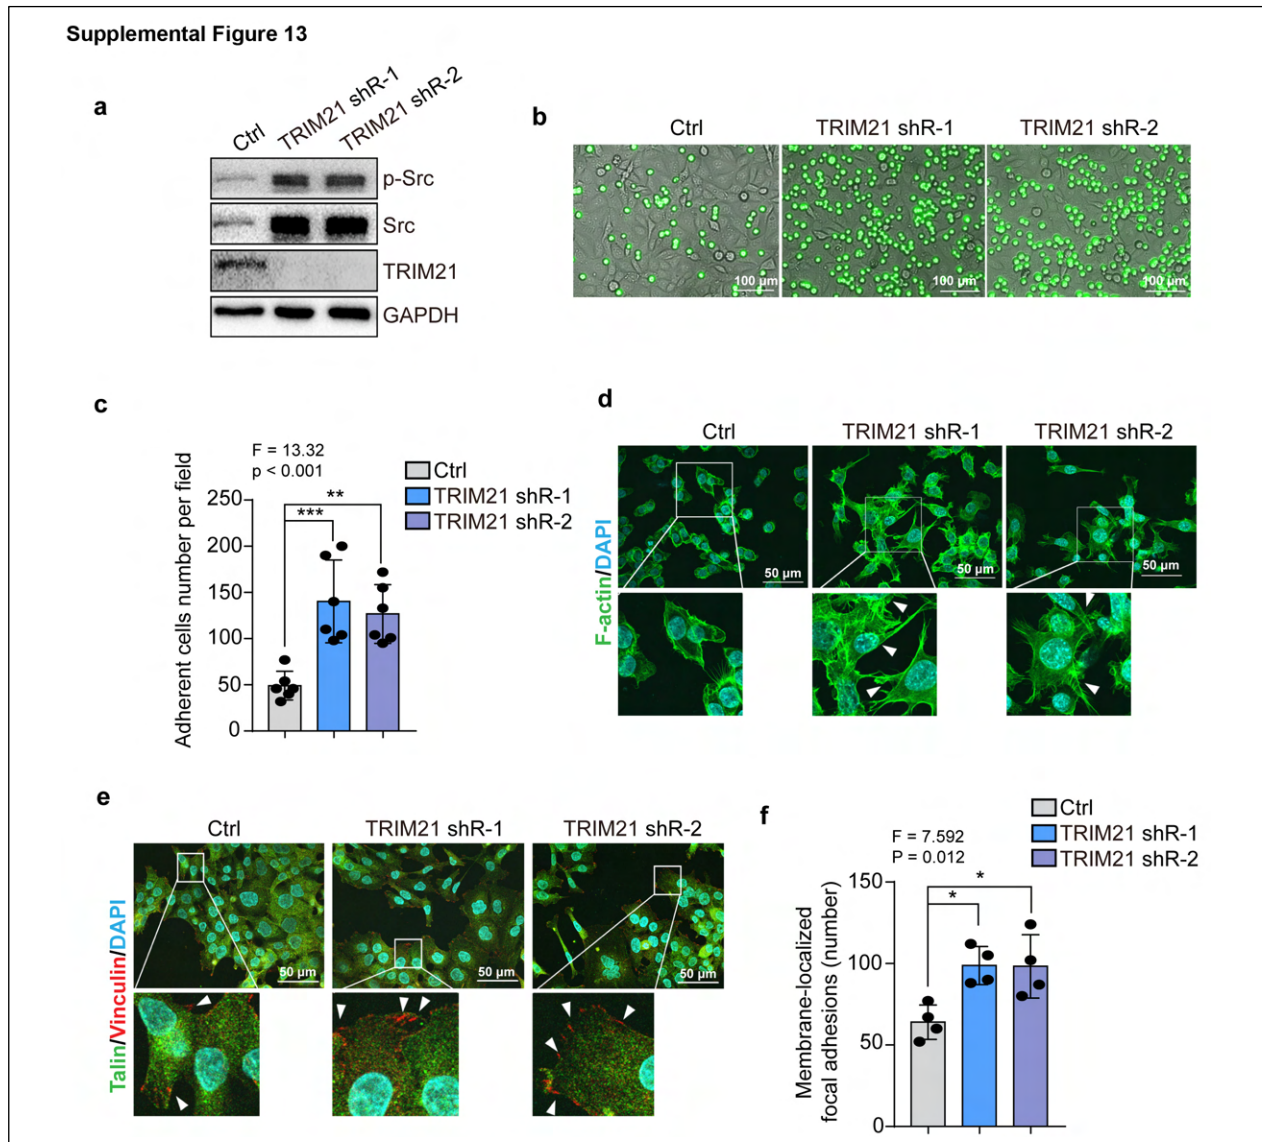 Supplemental Figure 13
a
Ctrl
TRIM21 shR-1
TRIM21 shR-2
p-Src
Src
TRIM21
GAPDH
b
Ctrl
TRIM21 shR-1
TRIM21 shR-2
100 µm
100 µm
100 µm
c
F = 13.32
p < 0.001
Ctrl
TRIM21 shR-1
TRIM21 shR-2
Adherent cells number per field
250
200
150
100
50
0
***
**
d
Ctrl
TRIM21 shR-1
TRIM21 shR-2
F-actin/DAPI
50 µm
50 µm
50 µm
e
Ctrl
TRIM21 shR-1
TRIM21 shR-2
Talin/Vinculin/DAPI
50 µm
50 µm
50 µm
f
F = 7.592
P = 0.012
Ctrl
TRIM21 shR-1
TRIM21 shR-2
Membrane-localized
focal adhesions (number)
150
100
50
0
*
*